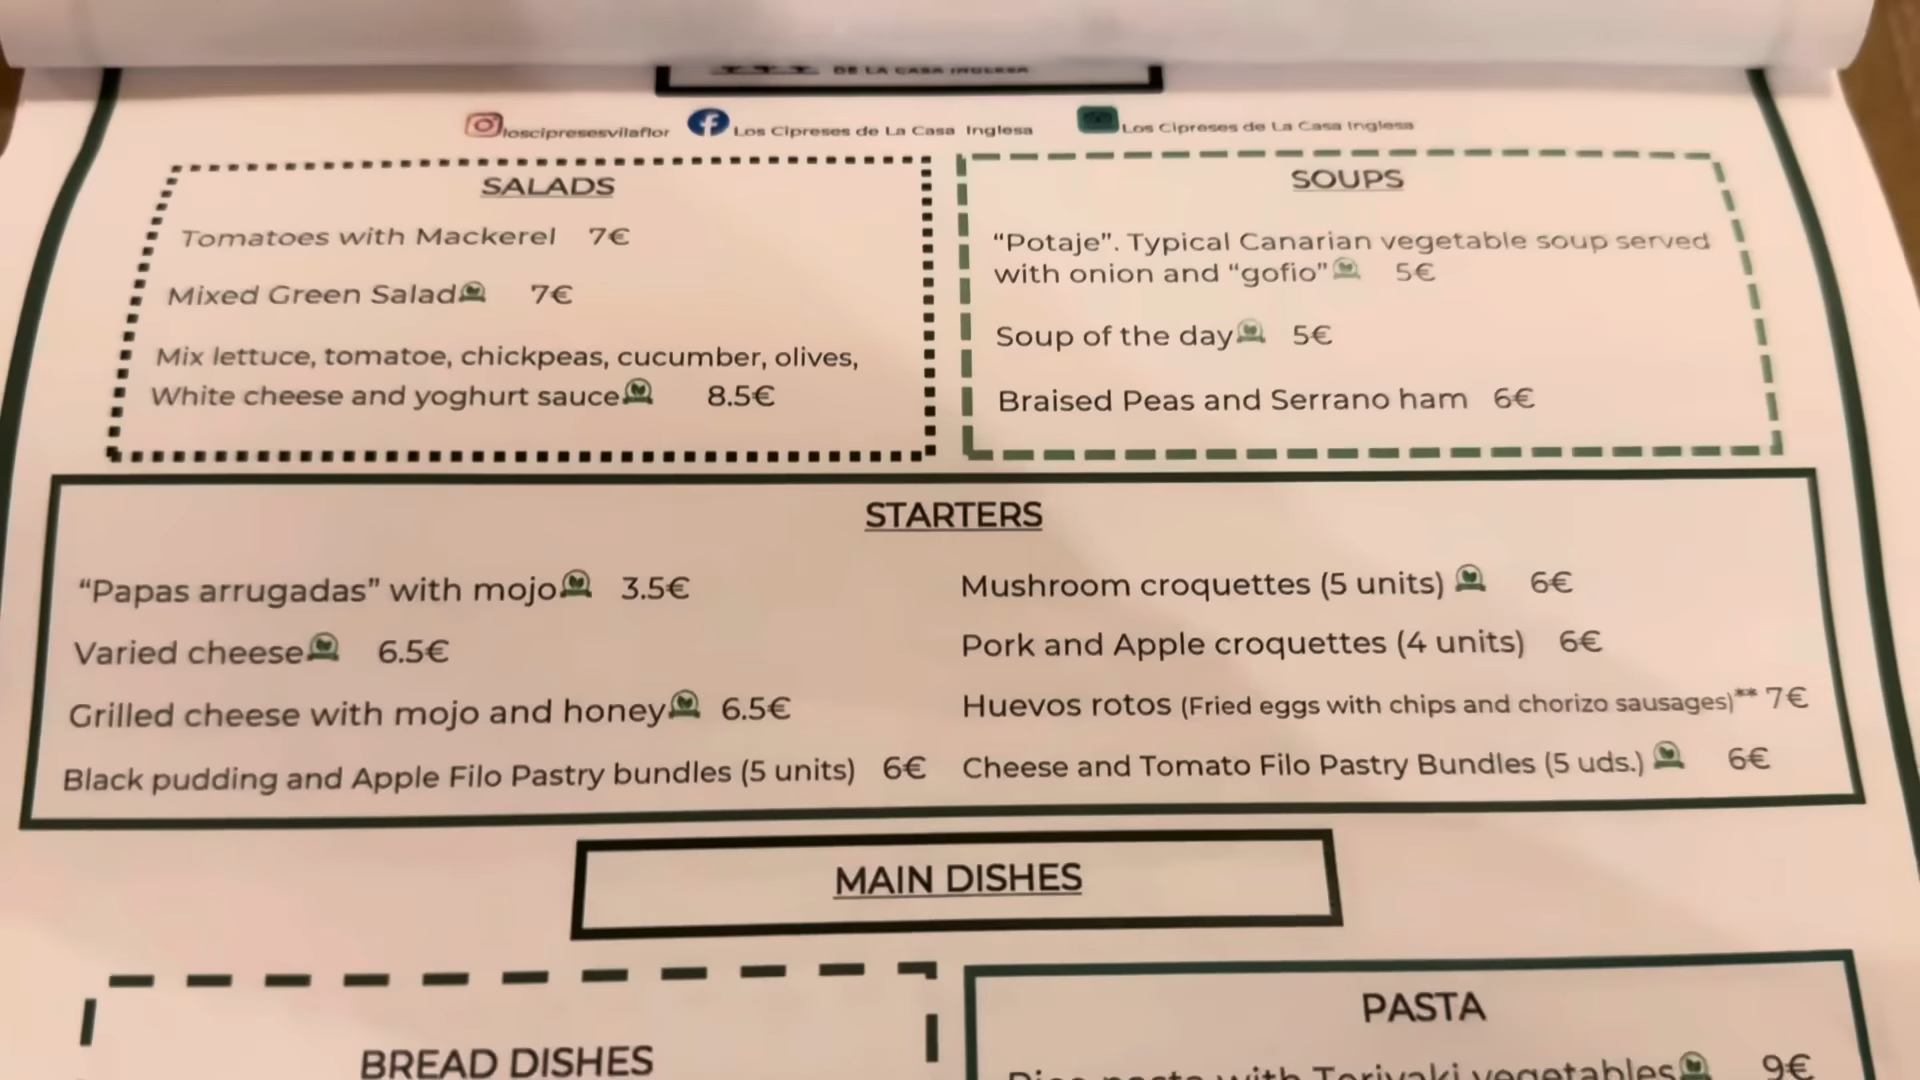 DE LA CASA INGLESA
loscipresesvilaflor
Los Cipreses de La Casa Inglesa
Los Cipreses de La Casa Inglesa
SALADS
Tomatoes with Mackerel 7€
Mixed Green Salad 7€
Mix lettuce, tomatoe, chickpeas, cucumber, olives,
White cheese and yoghurt sauce 8.5€
SOUPS
“Potaje”. Typical Canarian vegetable soup served
with onion and “gofio” 5€
Soup of the day 5€
Braised Peas and Serrano ham 6€
STARTERS
“Papas arrugadas” with mojo 3.5€
Varied cheese 6.5€
Grilled cheese with mojo and honey 6.5€
Black pudding and Apple Filo Pastry bundles (5 units) 6€
Mushroom croquettes (5 units) 6€
Pork and Apple croquettes (4 units) 6€
Huevos rotos (Fried eggs with chips and chorizo sausages)** 7€
Cheese and Tomato Filo Pastry Bundles (5 uds.) 6€
MAIN DISHES
BREAD DISHES
PASTA
with Teriyaki vegetables 9€